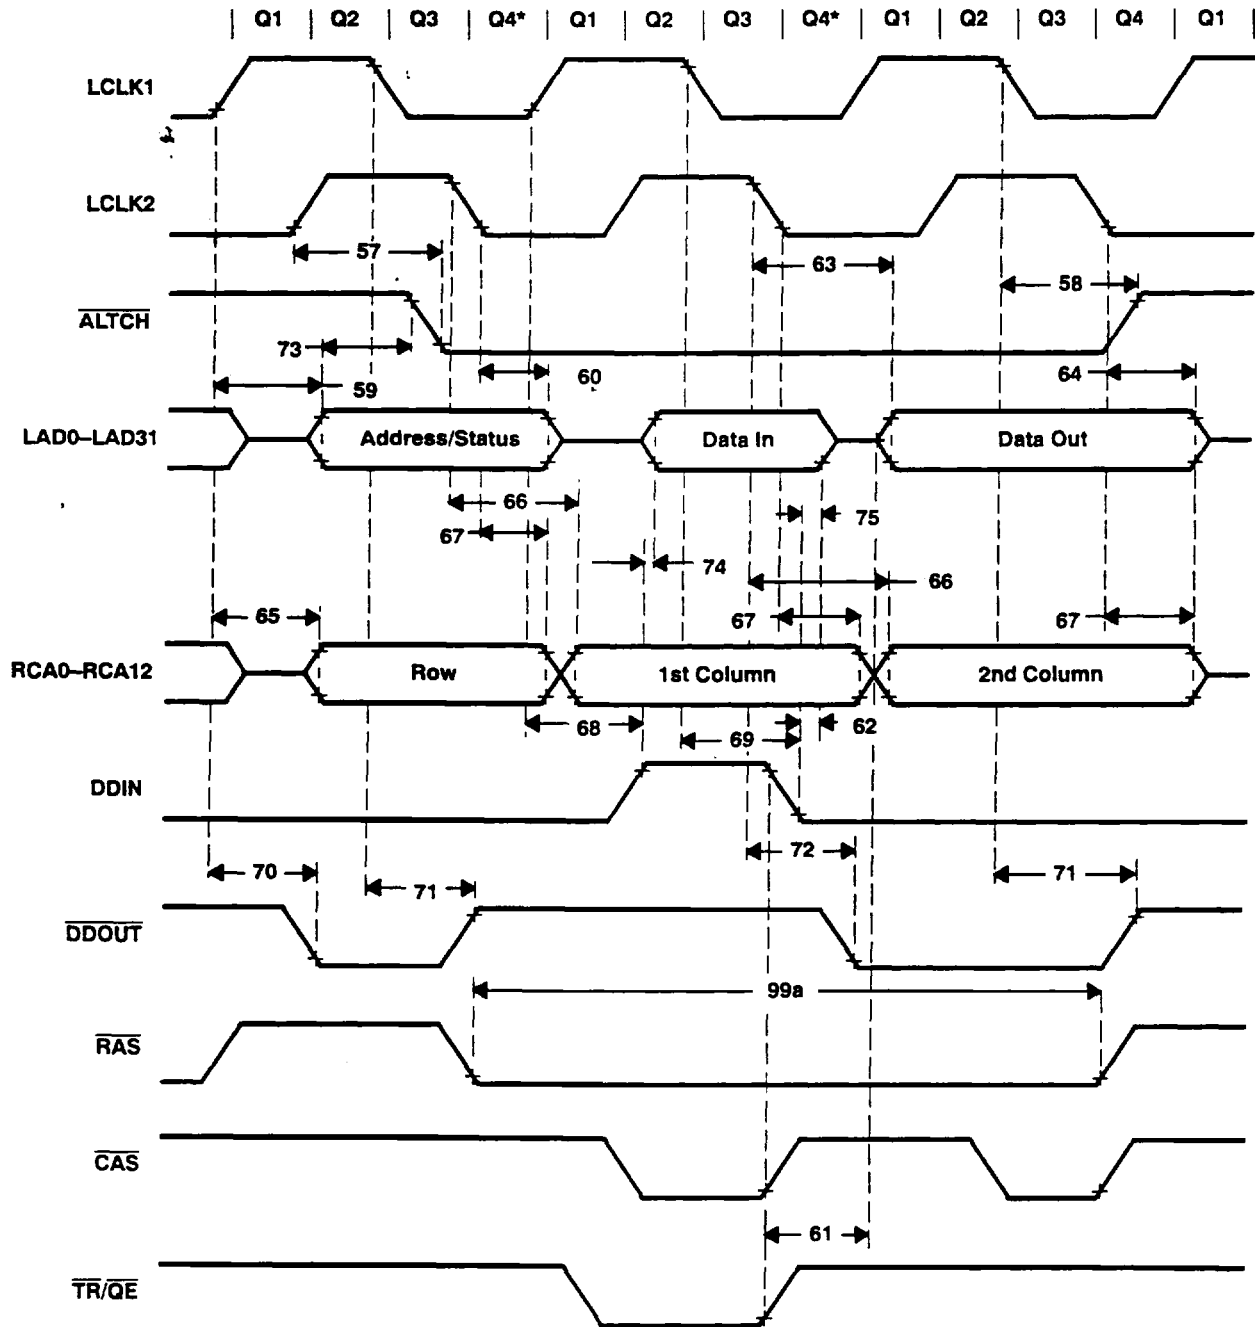 Q1 Q2 Q3 Q4* Q1 Q2 Q3 Q4* Q1 Q2 Q3 Q4 Q1
LCLK1
LCLK2
57
63
58
ALTCH
73
60
64
59
LAD0–LAD31 Address/Status Data In Data Out
66
75
67
74
66
65
67
67
RCA0–RCA12 Row 1st Column 2nd Column
68
69
62
DDIN
70
71
72
71
DDOUT
99a
RAS
CAS
61
TR/QE